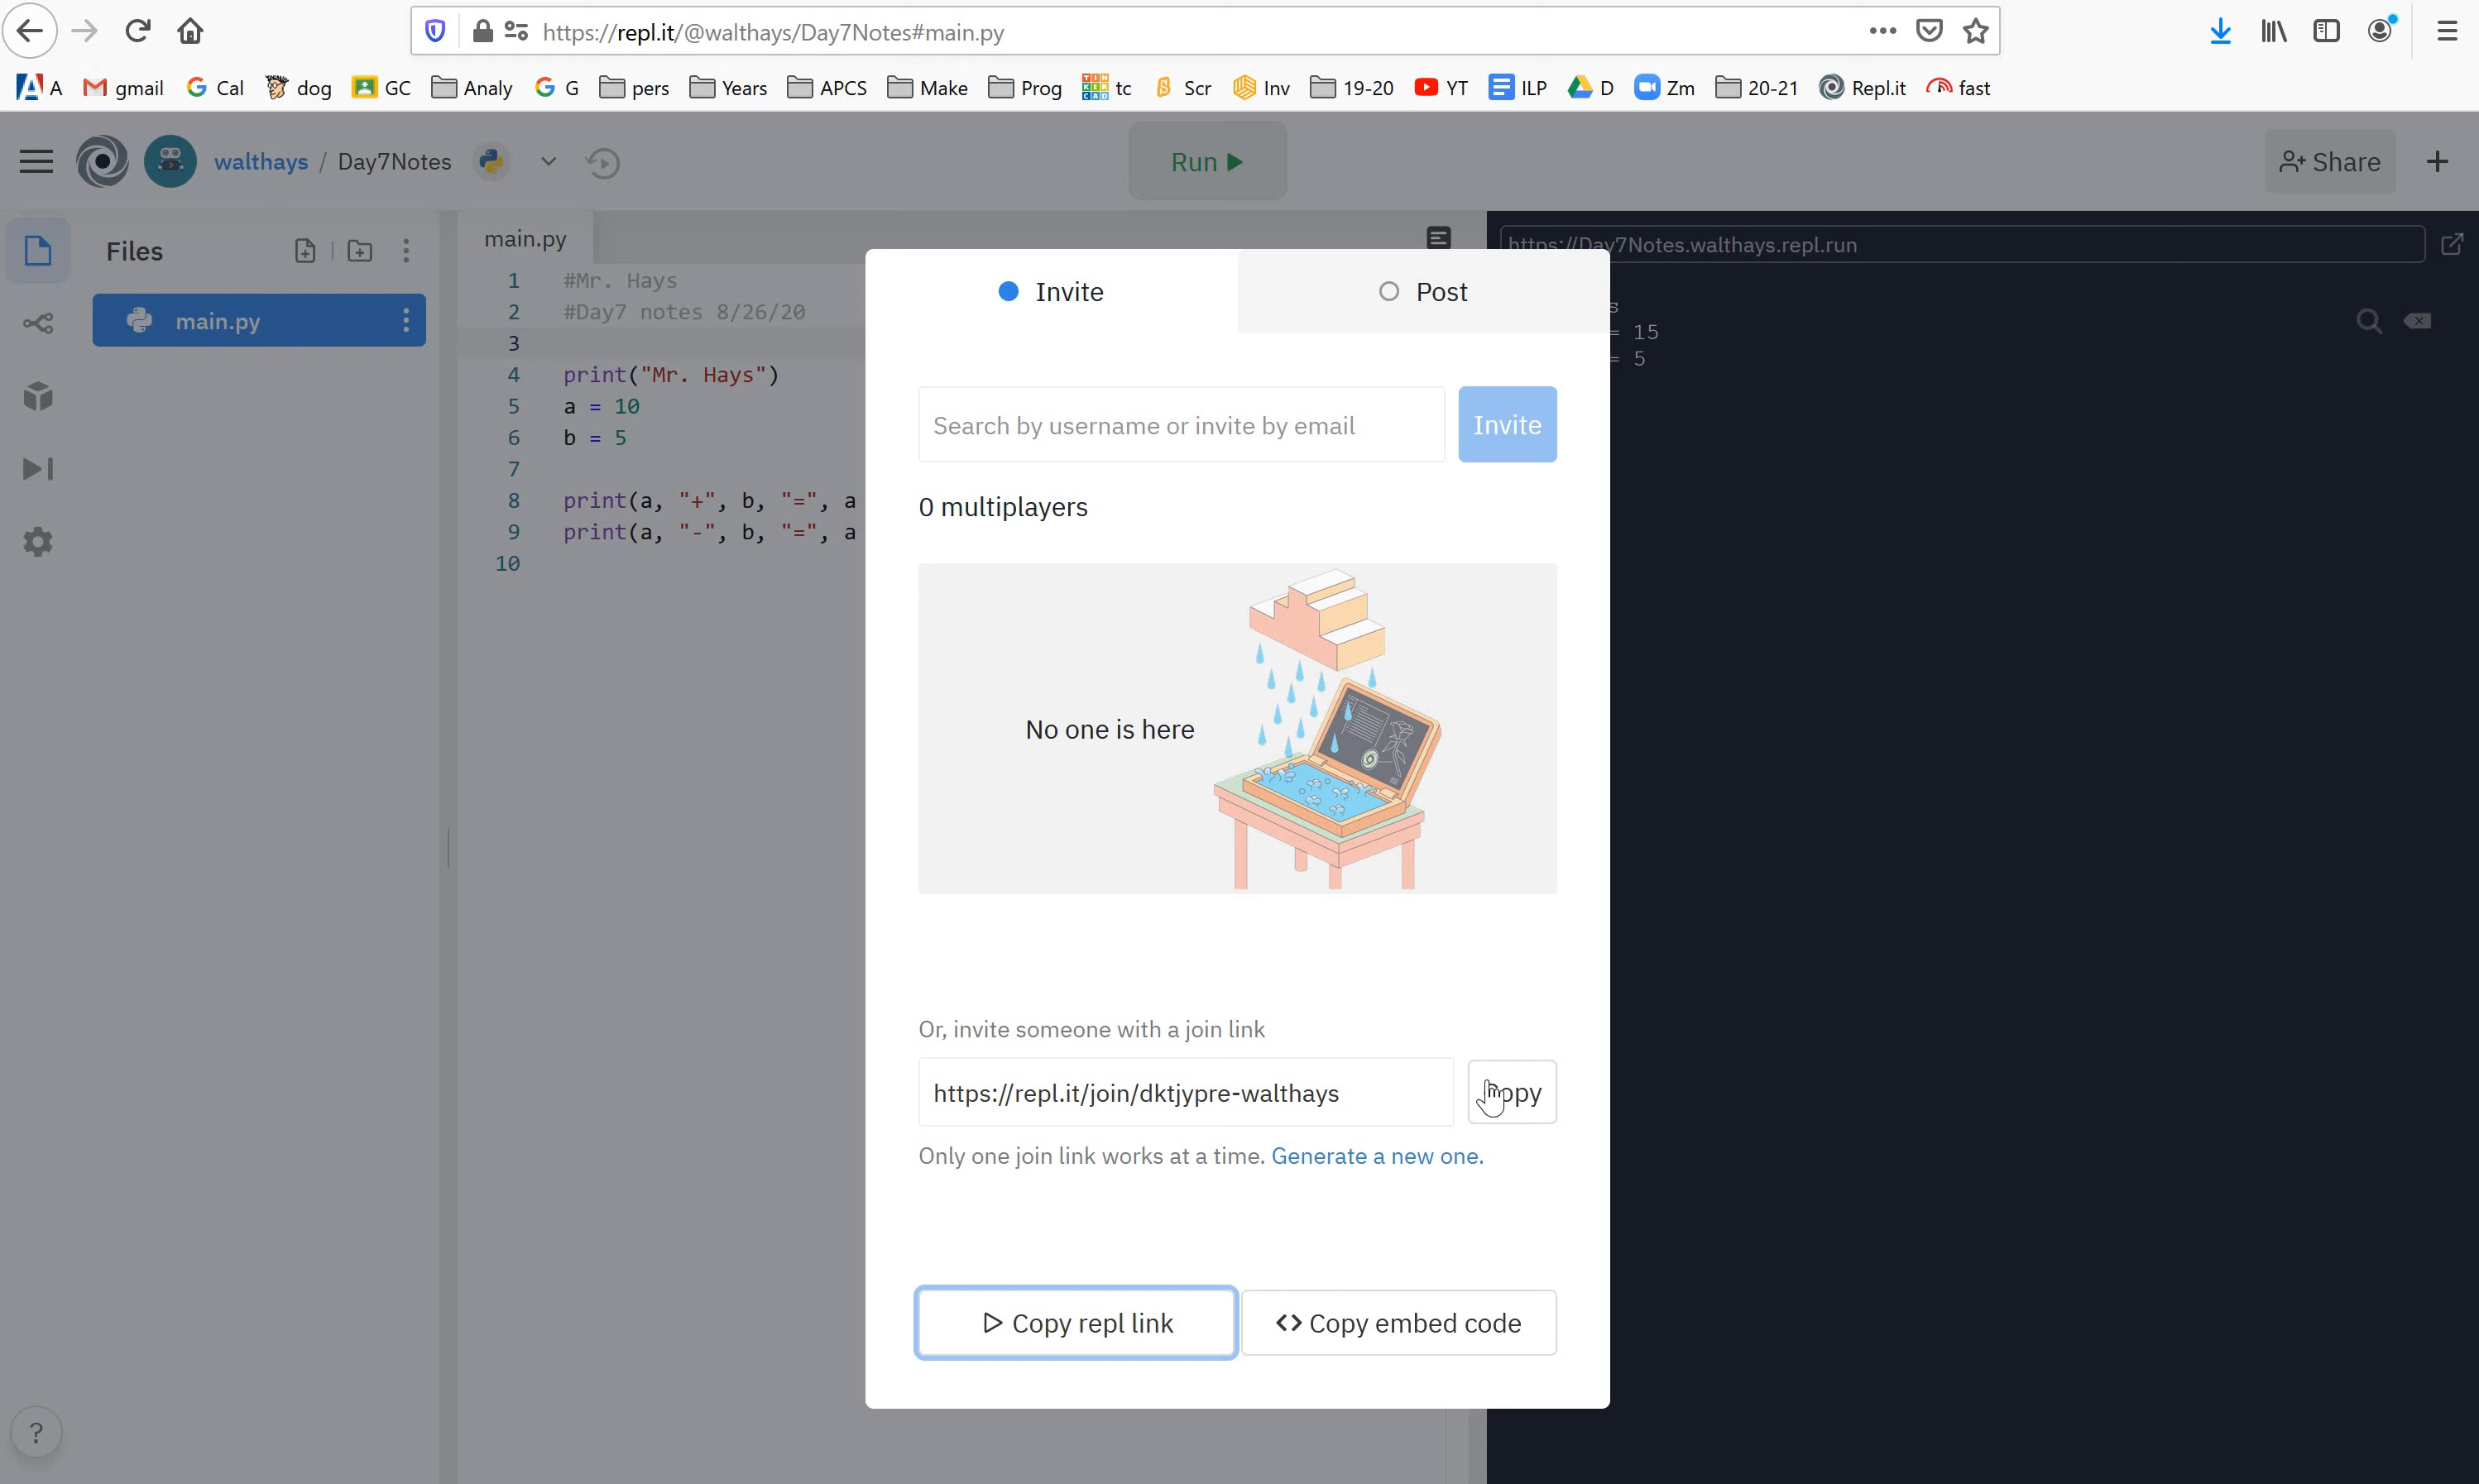 https://repl.it/@walthays/Day7Notes#main.py
A gmail Cal dog GC Analy G pers Years APCS Make Prog tc Scr Inv 19-20 YT ILP D Zm 20-21 Repl.it fast
walthays / Day7Notes Run Share +
Files
main.py
main.py
1 #Mr. Hays
2 #Day7 notes 8/26/20
3
4 print("Mr. Hays")
5 a = 10
6 b = 5
7
8 print(a, "+", b, "=", a
9 print(a, "-", b, "=", a
10
https://Day7Notes.walthays.repl.run
s
= 15
= 5
Invite Post
Search by username or invite by email Invite
0 multiplayers
No one is here
Or, invite someone with a join link
https://repl.it/join/dktjypre-walthays
Only one join link works at a time. Generate a new one.
Copy repl link <> Copy embed code
?